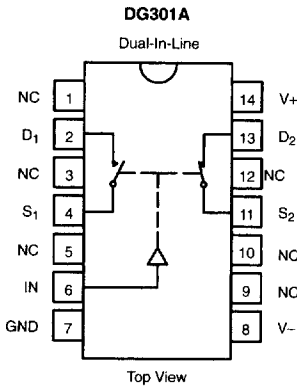 DG301A
Dual-In-Line
NC 1 14 V+
D1 2 13 D2
NC 3 12 NC
S1 4 11 S2
NC 5 10 NC
IN 6 9 NC
GND 7 8 V−
Top View